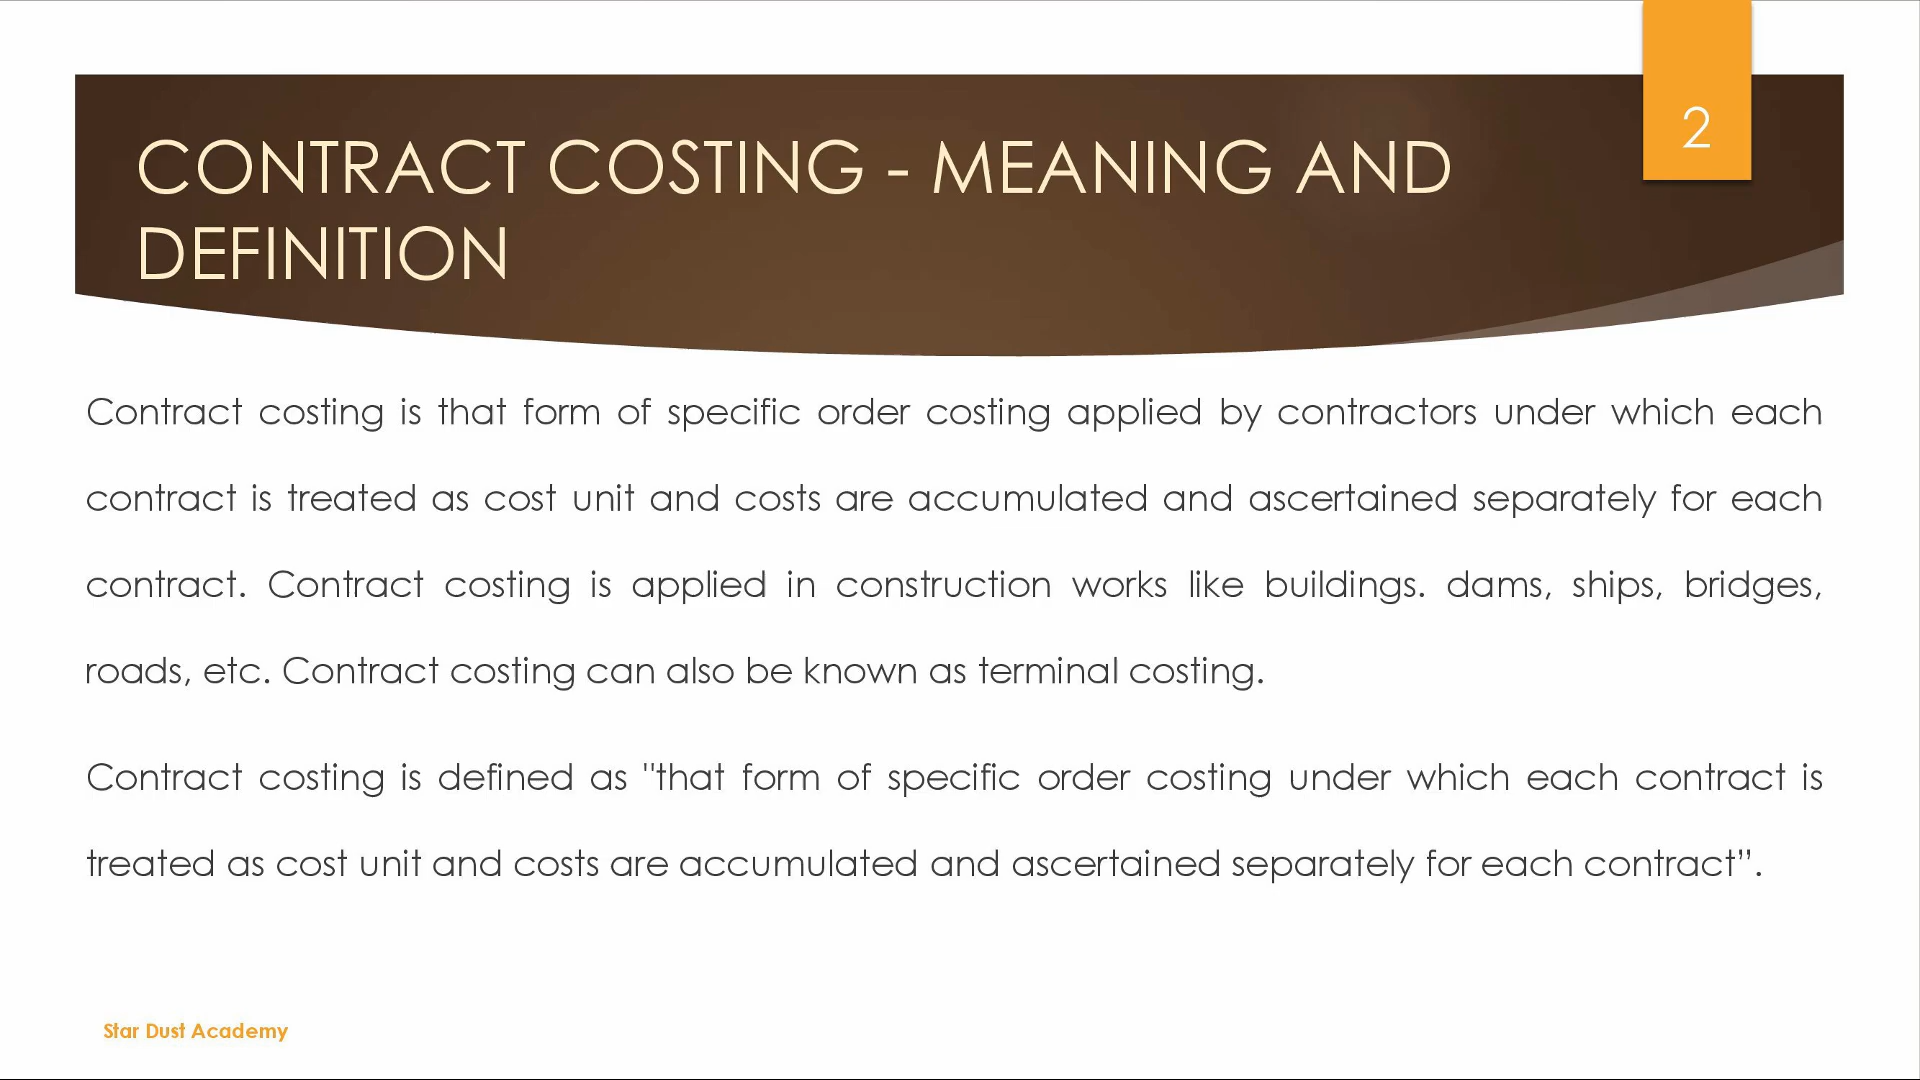 2
CONTRACT COSTING - MEANING AND
DEFINITION
Contract costing is that form of specific order costing applied by contractors under which each
contract is treated as cost unit and costs are accumulated and ascertained separately for each
contract. Contract costing is applied in construction works like buildings. dams, ships, bridges,
roads, etc. Contract costing can also be known as terminal costing.
Contract costing is defined as "that form of specific order costing under which each contract is
treated as cost unit and costs are accumulated and ascertained separately for each contract”.
Star Dust Academy